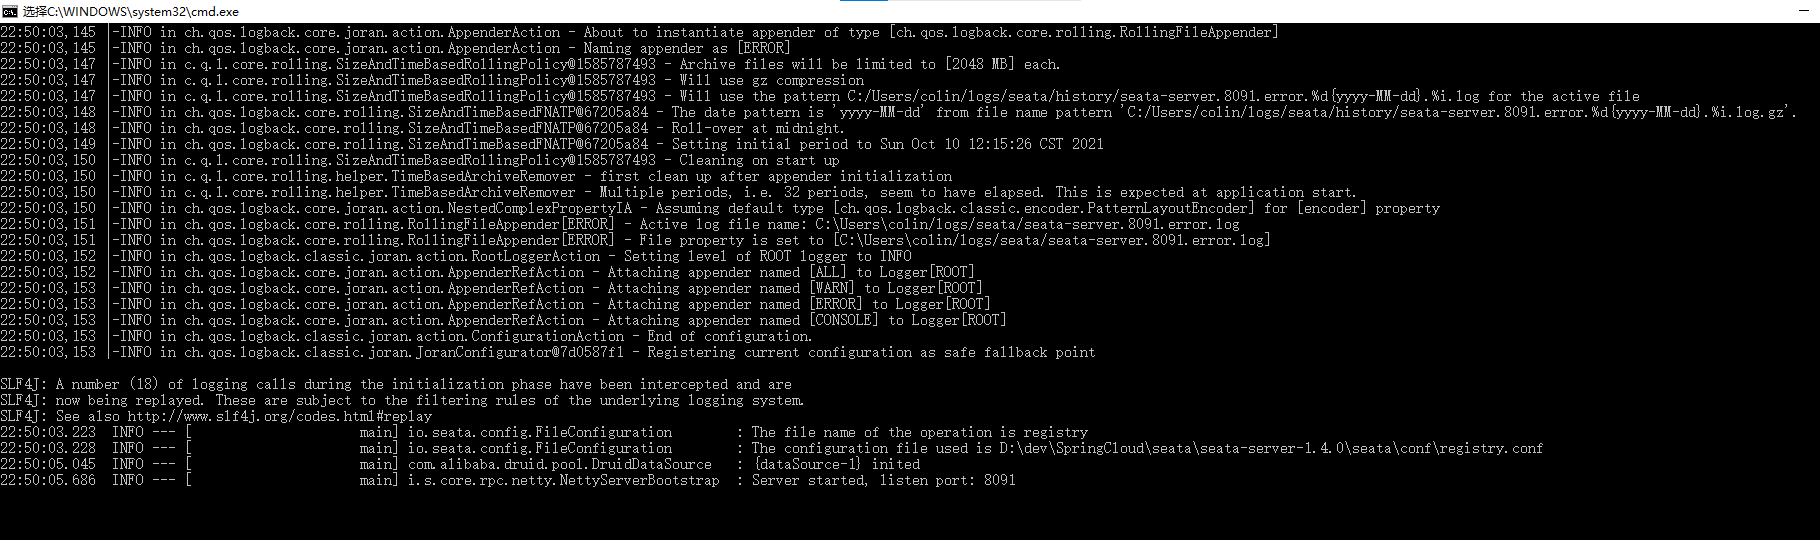 选择C:\WINDOWS\system32\cmd.exe
22:50:03,145 |-INFO in ch.qos.logback.core.joran.action.AppenderAction - About to instantiate appender of type [ch.qos.logback.core.rolling.RollingFileAppender]
22:50:03,145 |-INFO in ch.qos.logback.core.joran.action.AppenderAction - Naming appender as [ERROR]
22:50:03,147 |-INFO in c.q.l.core.rolling.SizeAndTimeBasedRollingPolicy@1585787493 - Archive files will be limited to [2048 MB] each.
22:50:03,147 |-INFO in c.q.l.core.rolling.SizeAndTimeBasedRollingPolicy@1585787493 - Will use gz compression
22:50:03,147 |-INFO in c.q.l.core.rolling.SizeAndTimeBasedRollingPolicy@1585787493 - Will use the pattern C:/Users/colin/logs/seata/history/seata-server.8091.error.%d{yyyy-MM-dd}.%i.log for the active file
22:50:03,148 |-INFO in ch.qos.logback.core.rolling.SizeAndTimeBasedFNATP@67205a84 - The date pattern is 'yyyy-MM-dd' from file name pattern 'C:/Users/colin/logs/seata/history/seata-server.8091.error.%d{yyyy-MM-dd}.%i.log.gz'.
22:50:03,148 |-INFO in ch.qos.logback.core.rolling.SizeAndTimeBasedFNATP@67205a84 - Roll-over at midnight.
22:50:03,149 |-INFO in ch.qos.logback.core.rolling.SizeAndTimeBasedFNATP@67205a84 - Setting initial period to Sun Oct 10 12:15:26 CST 2021
22:50:03,150 |-INFO in c.q.l.core.rolling.SizeAndTimeBasedRollingPolicy@1585787493 - Cleaning on start up
22:50:03,150 |-INFO in c.q.l.core.rolling.helper.TimeBasedArchiveRemover - first clean up after appender initialization
22:50:03,150 |-INFO in c.q.l.core.rolling.helper.TimeBasedArchiveRemover - Multiple periods, i.e. 32 periods, seem to have elapsed. This is expected at application start.
22:50:03,150 |-INFO in ch.qos.logback.core.joran.action.NestedComplexPropertyIA - Assuming default type [ch.qos.logback.classic.encoder.PatternLayoutEncoder] for [encoder] property
22:50:03,151 |-INFO in ch.qos.logback.core.rolling.RollingFileAppender[ERROR] - Active log file name: C:\Users\colin/logs/seata/seata-server.8091.error.log
22:50:03,151 |-INFO in ch.qos.logback.core.rolling.RollingFileAppender[ERROR] - File property is set to [C:\Users\colin/logs/seata/seata-server.8091.error.log]
22:50:03,152 |-INFO in ch.qos.logback.classic.joran.action.RootLoggerAction - Setting level of ROOT logger to INFO
22:50:03,152 |-INFO in ch.qos.logback.core.joran.action.AppenderRefAction - Attaching appender named [ALL] to Logger[ROOT]
22:50:03,153 |-INFO in ch.qos.logback.core.joran.action.AppenderRefAction - Attaching appender named [WARN] to Logger[ROOT]
22:50:03,153 |-INFO in ch.qos.logback.core.joran.action.AppenderRefAction - Attaching appender named [ERROR] to Logger[ROOT]
22:50:03,153 |-INFO in ch.qos.logback.core.joran.action.AppenderRefAction - Attaching appender named [CONSOLE] to Logger[ROOT]
22:50:03,153 |-INFO in ch.qos.logback.classic.joran.action.ConfigurationAction - End of configuration.
22:50:03,153 |-INFO in ch.qos.logback.classic.joran.JoranConfigurator@7d0587f1 - Registering current configuration as safe fallback point
SLF4J: A number (18) of logging calls during the initialization phase have been intercepted and are
SLF4J: now being replayed. These are subject to the filtering rules of the underlying logging system.
SLF4J: See also http://www.slf4j.org/codes.html#replay
22:50:03.223  INFO --- [                     main] io.seata.config.FileConfiguration        : The file name of the operation is registry
22:50:03.228  INFO --- [                     main] io.seata.config.FileConfiguration        : The configuration file used is D:\dev\SpringCloud\seata\seata-server-1.4.0\seata\conf\registry.conf
22:50:05.045  INFO --- [                     main] com.alibaba.druid.pool.DruidDataSource   : {dataSource-1} inited
22:50:05.686  INFO --- [                     main] i.s.core.rpc.netty.NettyServerBootstrap  : Server started, listen port: 8091